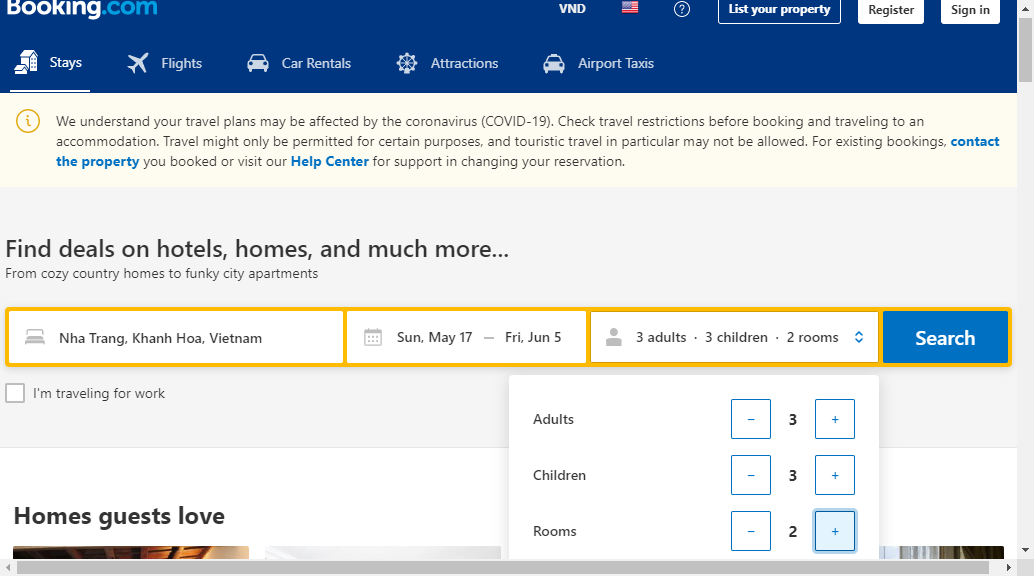 Booking.com
VND
?
List your property
Register
Sign in
Stays
Flights
Car Rentals
Attractions
Airport Taxis
We understand your travel plans may be affected by the coronavirus (COVID-19). Check travel restrictions before booking and traveling to an
accommodation. Travel might only be permitted for certain purposes, and touristic travel in particular may not be allowed. For existing bookings, contact
the property you booked or visit our Help Center for support in changing your reservation.
Find deals on hotels, homes, and much more...
From cozy country homes to funky city apartments
Nha Trang, Khanh Hoa, Vietnam
Sun, May 17 — Fri, Jun 5
3 adults · 3 children · 2 rooms
Search
I'm traveling for work
Adults − 3 +
Children − 3 +
Rooms − 2 +
Homes guests love